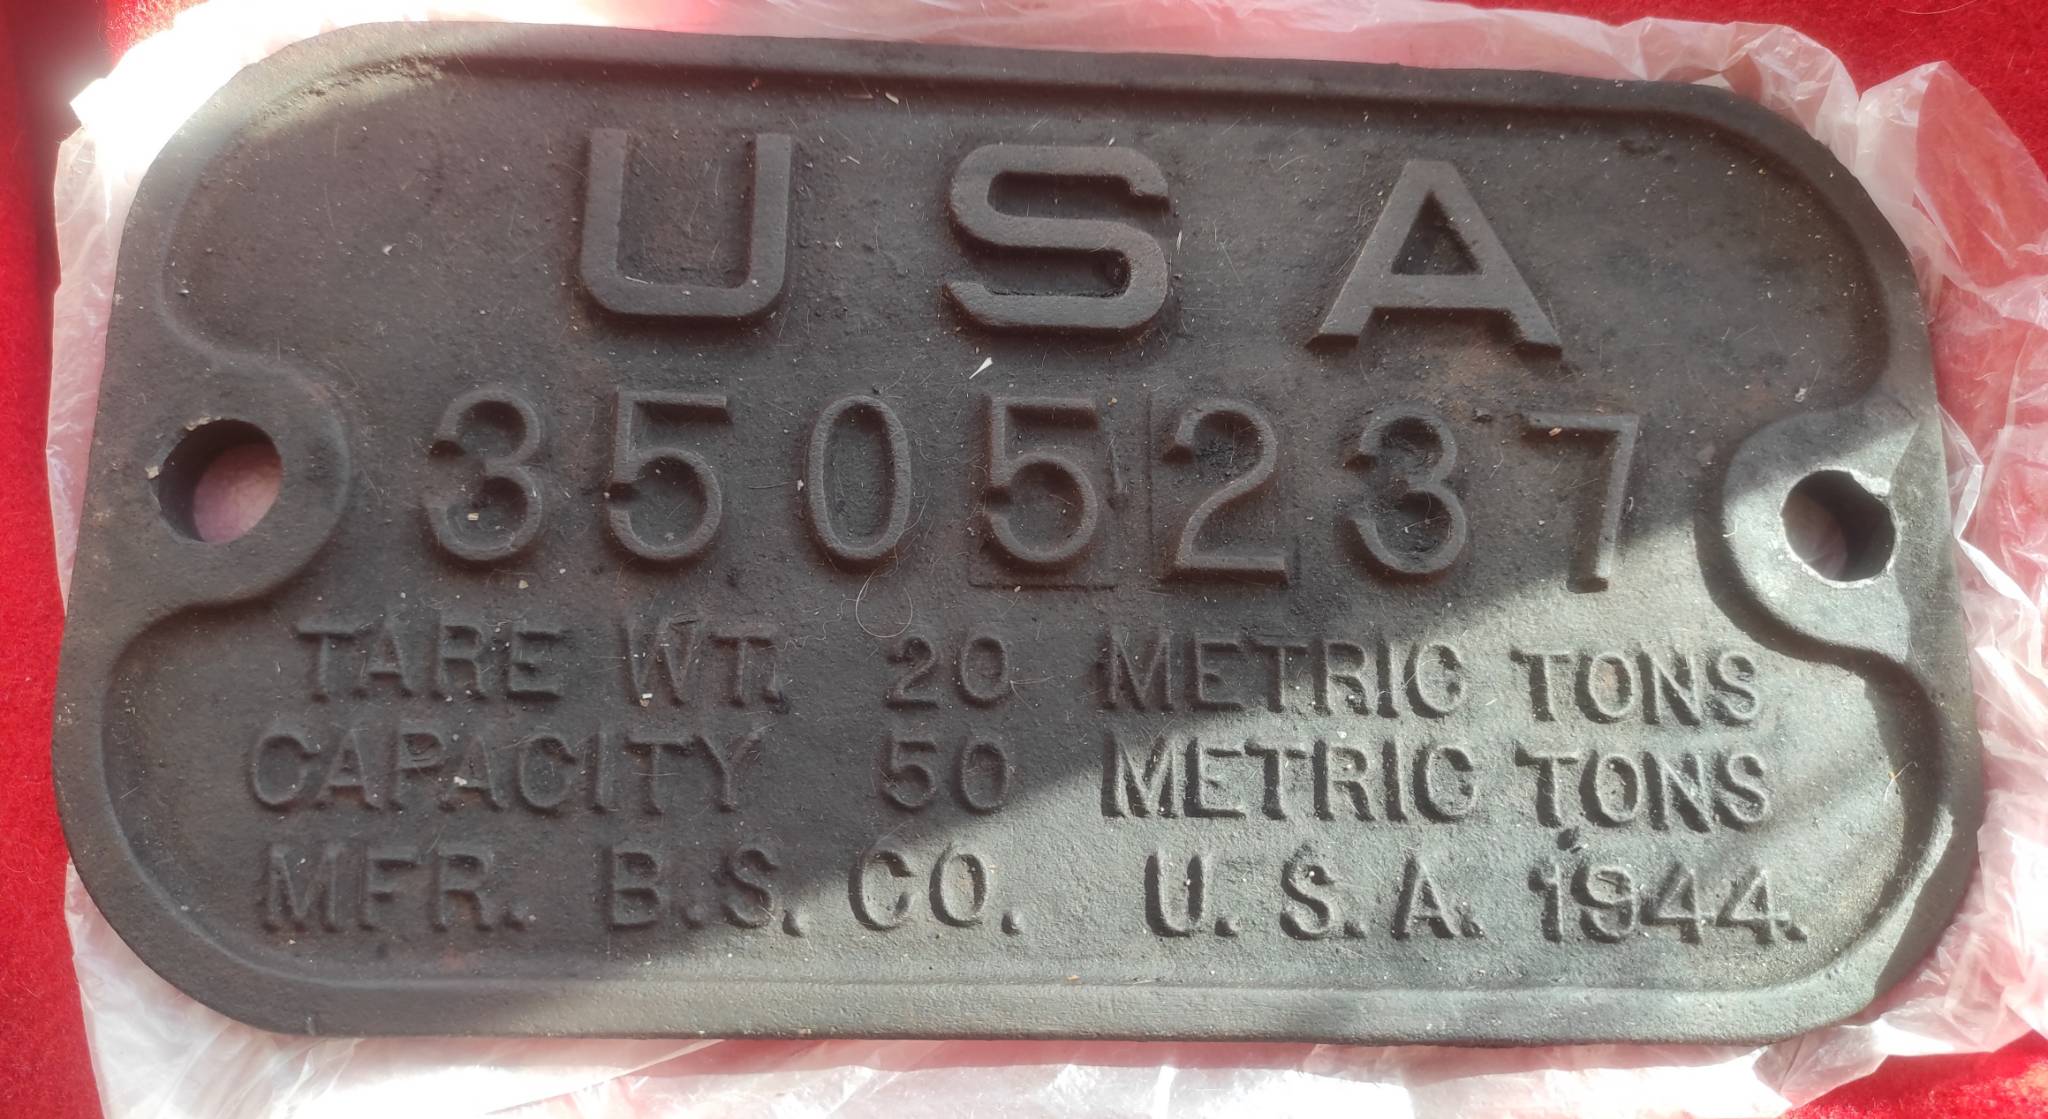 USA
3505237
TARE WT. 20 METRIC TONS
CAPACITY 50 METRIC TONS
MFR. B.S. CO. U.S.A. 1944.